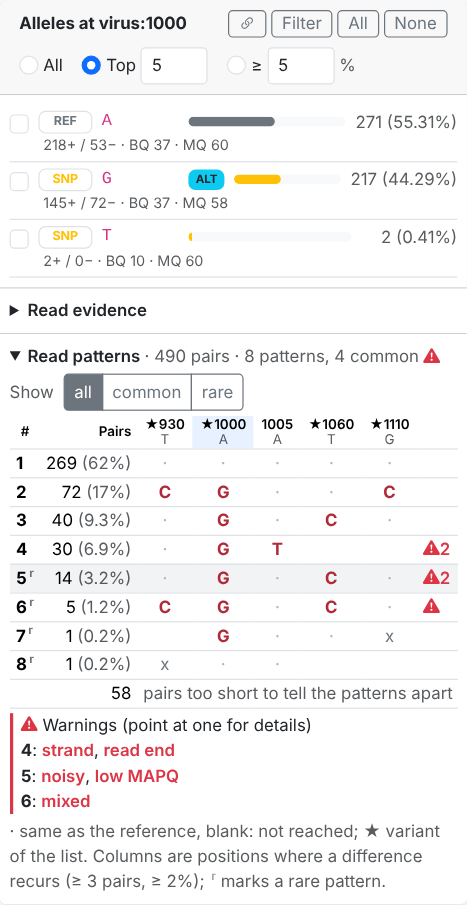 Alleles at virus:1000 Filter All None
All Top 5 ≥ 5 %
REF A 271 (55.31%)
218+ / 53− · BQ 37 · MQ 60
SNP G ALT 217 (44.29%)
145+ / 72− · BQ 37 · MQ 58
SNP T 2 (0.41%)
2+ / 0− · BQ 10 · MQ 60
▶ Read evidence
▼ Read patterns · 490 pairs · 8 patterns, 4 common ⚠
Show all common rare
# Pairs ★930 ★1000 1005 ★1060 ★1110
T A A T G
1 269 (62%) · · · · ·
2 72 (17%) C G · · C
3 40 (9.3%) · G · C ·
4 30 (6.9%) · G T ⚠2
5 r 14 (3.2%) · G · C · ⚠2
6 r 5 (1.2%) C G · C · ⚠
7 r 1 (0.2%) G · · x
8 r 1 (0.2%) x · ·
58 pairs too short to tell the patterns apart
⚠ Warnings (point at one for details)
4: strand, read end
5: noisy, low MAPQ
6: mixed
· same as the reference, blank: not reached; ★ variant
of the list. Columns are positions where a difference
recurs (≥ 3 pairs, ≥ 2%); r marks a rare pattern.